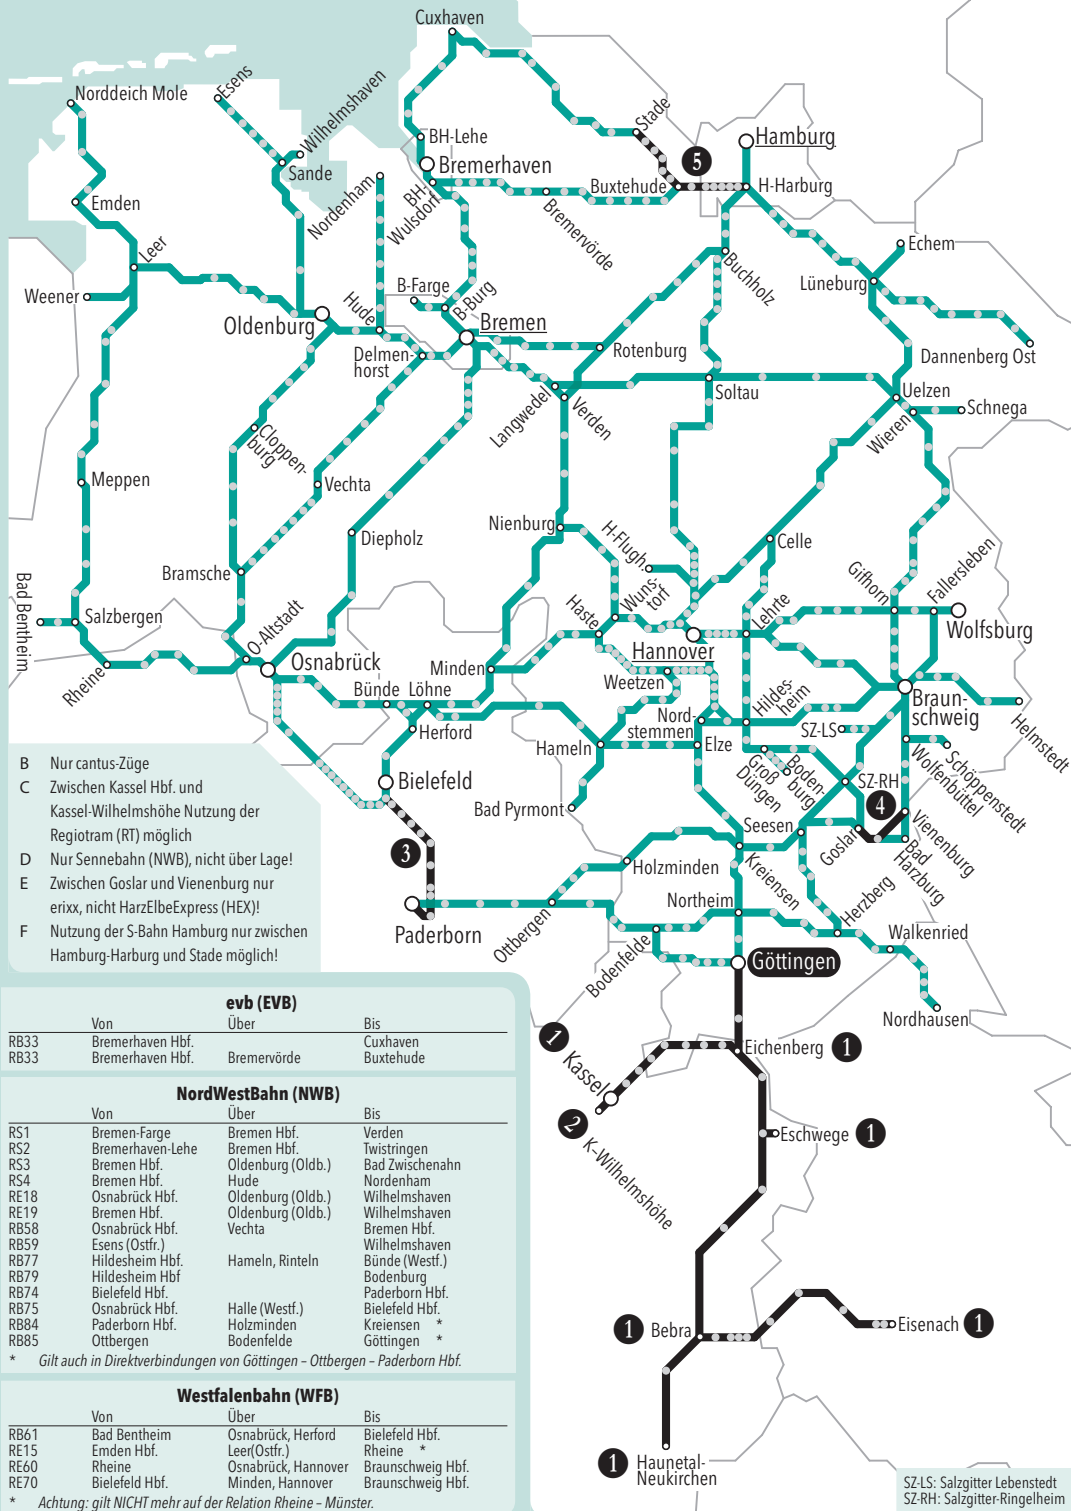 Cuxhaven
Norddeich Mole
Esens
Wilhelmshaven
Stade
Hamburg
BH-Lehe
5
Bremerhaven
Sande
Buxtehude
H-Harburg
Nordenham
BH-
Wulsdorf
Bremervörde
Emden
Leer
Echem
Buchholz
Lüneburg
Weener
B-Farge
B-Burg
Hude
Oldenburg
Bremen
Delmen-
horst
Rotenburg
Dannenberg Ost
Langwedel
Verden
Soltau
Uelzen
Schnega
Wieren
Cloppen-
burg
Meppen
Vechta
Nienburg
H-Flugh.
Celle
Diepholz
Bramsche
Gifhorn
Fallersleben
Bad Bentheim
Salzbergen
O-Altstadt
Haste
Wuns-
torf
Lehrte
Wolfsburg
Hannover
Rheine
Osnabrück
Minden
Weetzen
Bünde
Löhne
Hildes-
heim
Braun-
schweig
Nord-
stemmen
SZ-LS
Helmstedt
Herford
Hameln
Elze
Groß
Düngen
Boden-
burg
Wolfenbüttel
Schöppenstedt
Bielefeld
SZ-RH
Bad Pyrmont
4
Seesen
Goslar
Vienenburg
Bad
Harzburg
3
Holzminden
Kreiensen
Northeim
Herzberg
Paderborn
Ottbergen
Bodenfelde
Walkenried
Göttingen
Nordhausen
1
Kassel
Eichenberg 1
2
K–Wilhelmshöhe
Eschwege 1
1 Bebra
Eisenach 1
1 Haunetal-
Neukirchen
B Nur cantus-Züge
C Zwischen Kassel Hbf. und
Kassel-Wilhelmshöhe Nutzung der
Regiotram (RT) möglich
D Nur Sennebahn (NWB), nicht über Lage!
E Zwischen Goslar und Vienenburg nur
erixx, nicht HarzElbeExpress (HEX)!
F Nutzung der S-Bahn Hamburg nur zwischen
Hamburg-Harburg und Stade möglich!
evb (EVB)
Von Über Bis
RB33 Bremerhaven Hbf. Cuxhaven
RB33 Bremerhaven Hbf. Bremervörde Buxtehude
NordWestBahn (NWB)
Von Über Bis
RS1 Bremen-Farge Bremen Hbf. Verden
RS2 Bremerhaven-Lehe Bremen Hbf. Twistringen
RS3 Bremen Hbf. Oldenburg (Oldb.) Bad Zwischenahn
RS4 Bremen Hbf. Hude Nordenham
RE18 Osnabrück Hbf. Oldenburg (Oldb.) Wilhelmshaven
RE19 Bremen Hbf. Oldenburg (Oldb.) Wilhelmshaven
RB58 Osnabrück Hbf. Vechta Bremen Hbf.
RB59 Esens (Ostfr.) Wilhelmshaven
RB77 Hildesheim Hbf. Hameln, Rinteln Bünde (Westf.)
RB79 Hildesheim Hbf Bodenburg
RB74 Bielefeld Hbf. Paderborn Hbf.
RB75 Osnabrück Hbf. Halle (Westf.) Bielefeld Hbf.
RB84 Paderborn Hbf. Holzminden Kreiensen *
RB85 Ottbergen Bodenfelde Göttingen *
* Gilt auch in Direktverbindungen von Göttingen – Ottbergen – Paderborn Hbf.
Westfalenbahn (WFB)
Von Über Bis
RB61 Bad Bentheim Osnabrück, Herford Bielefeld Hbf.
RE15 Emden Hbf. Leer(Ostfr.) Rheine *
RE60 Rheine Osnabrück, Hannover Braunschweig Hbf.
RE70 Bielefeld Hbf. Minden, Hannover Braunschweig Hbf.
* Achtung: gilt NICHT mehr auf der Relation Rheine – Münster.
SZ-LS: Salzgitter Lebenstedt
SZ-RH: Salzgitter-Ringelheim